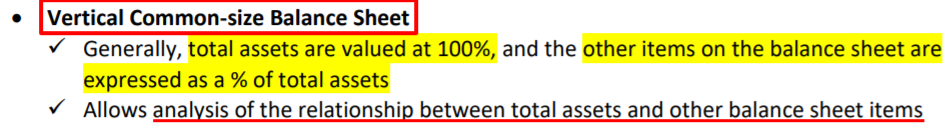 • Vertical Common-size Balance Sheet
✓ Generally, total assets are valued at 100%, and the other items on the balance sheet are
expressed as a % of total assets
✓ Allows analysis of the relationship between total assets and other balance sheet items